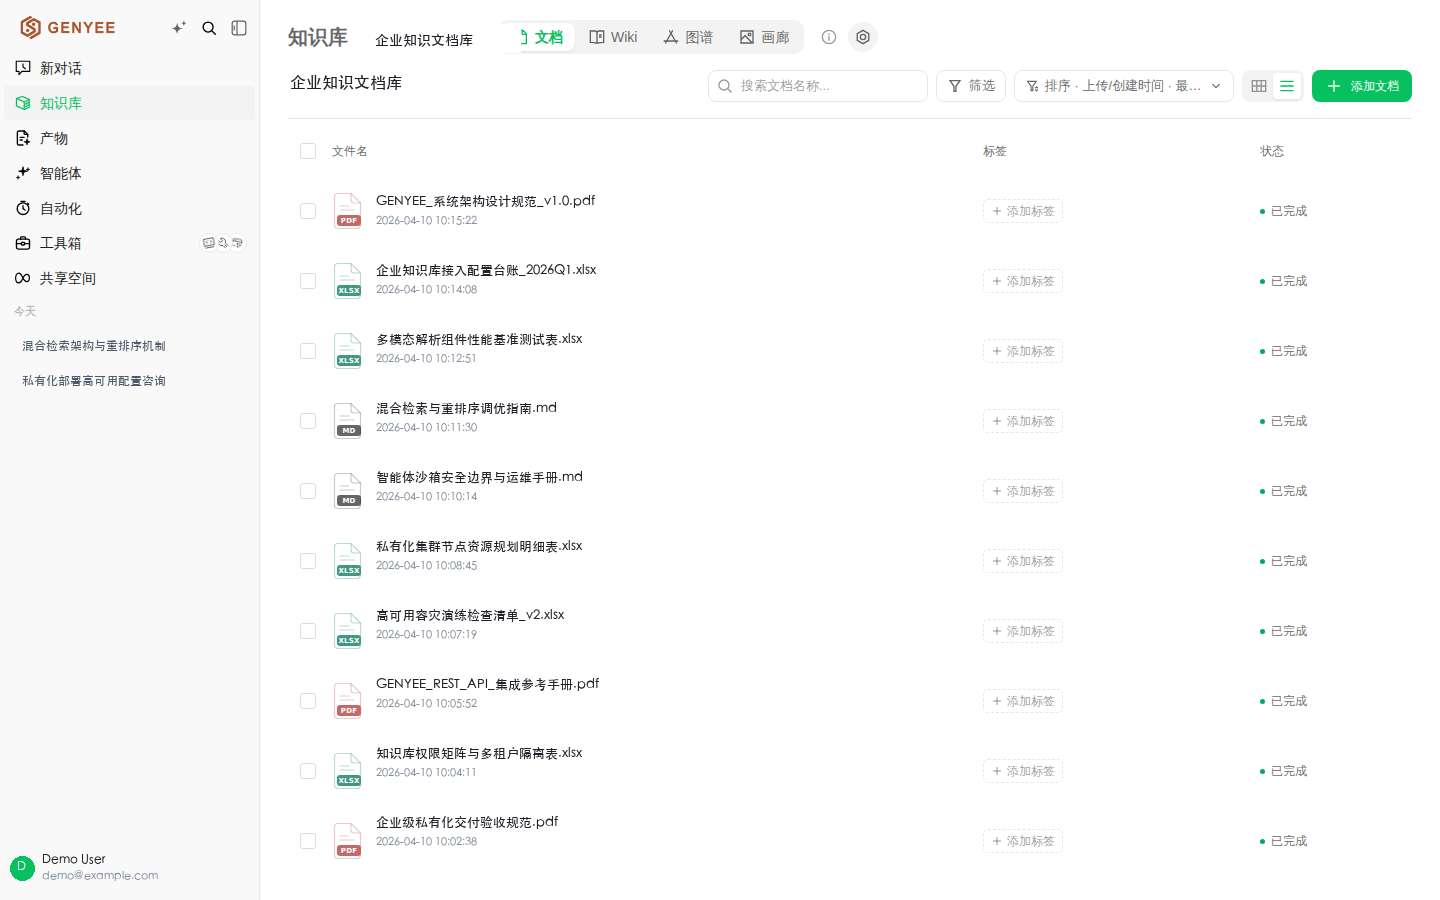 GENYEE
新对话
知识库
产物
智能体
自动化
工具箱
共享空间
今天
混合检索架构与重排序机制
私有化部署高可用配置咨询
D
Demo User
demo@example.com
知识库
企业知识文档库
文档
Wiki
图谱
画廊
企业知识文档库
搜索文档名称...
筛选
排序 · 上传/创建时间 · 最...
添加文档
文件名
标签
状态
PDF
GENYEE_系统架构设计规范_v1.0.pdf
2026-04-10 10:15:22
添加标签
已完成
XLSX
企业知识库接入配置台账_2026Q1.xlsx
2026-04-10 10:14:08
添加标签
已完成
XLSX
多模态解析组件性能基准测试表.xlsx
2026-04-10 10:12:51
添加标签
已完成
MD
混合检索与重排序调优指南.md
2026-04-10 10:11:30
添加标签
已完成
MD
智能体沙箱安全边界与运维手册.md
2026-04-10 10:10:14
添加标签
已完成
XLSX
私有化集群节点资源规划明细表.xlsx
2026-04-10 10:08:45
添加标签
已完成
XLSX
高可用容灾演练检查清单_v2.xlsx
2026-04-10 10:07:19
添加标签
已完成
PDF
GENYEE_REST_API_集成参考手册.pdf
2026-04-10 10:05:52
添加标签
已完成
XLSX
知识库权限矩阵与多租户隔离表.xlsx
2026-04-10 10:04:11
添加标签
已完成
PDF
企业级私有化交付验收规范.pdf
2026-04-10 10:02:38
添加标签
已完成